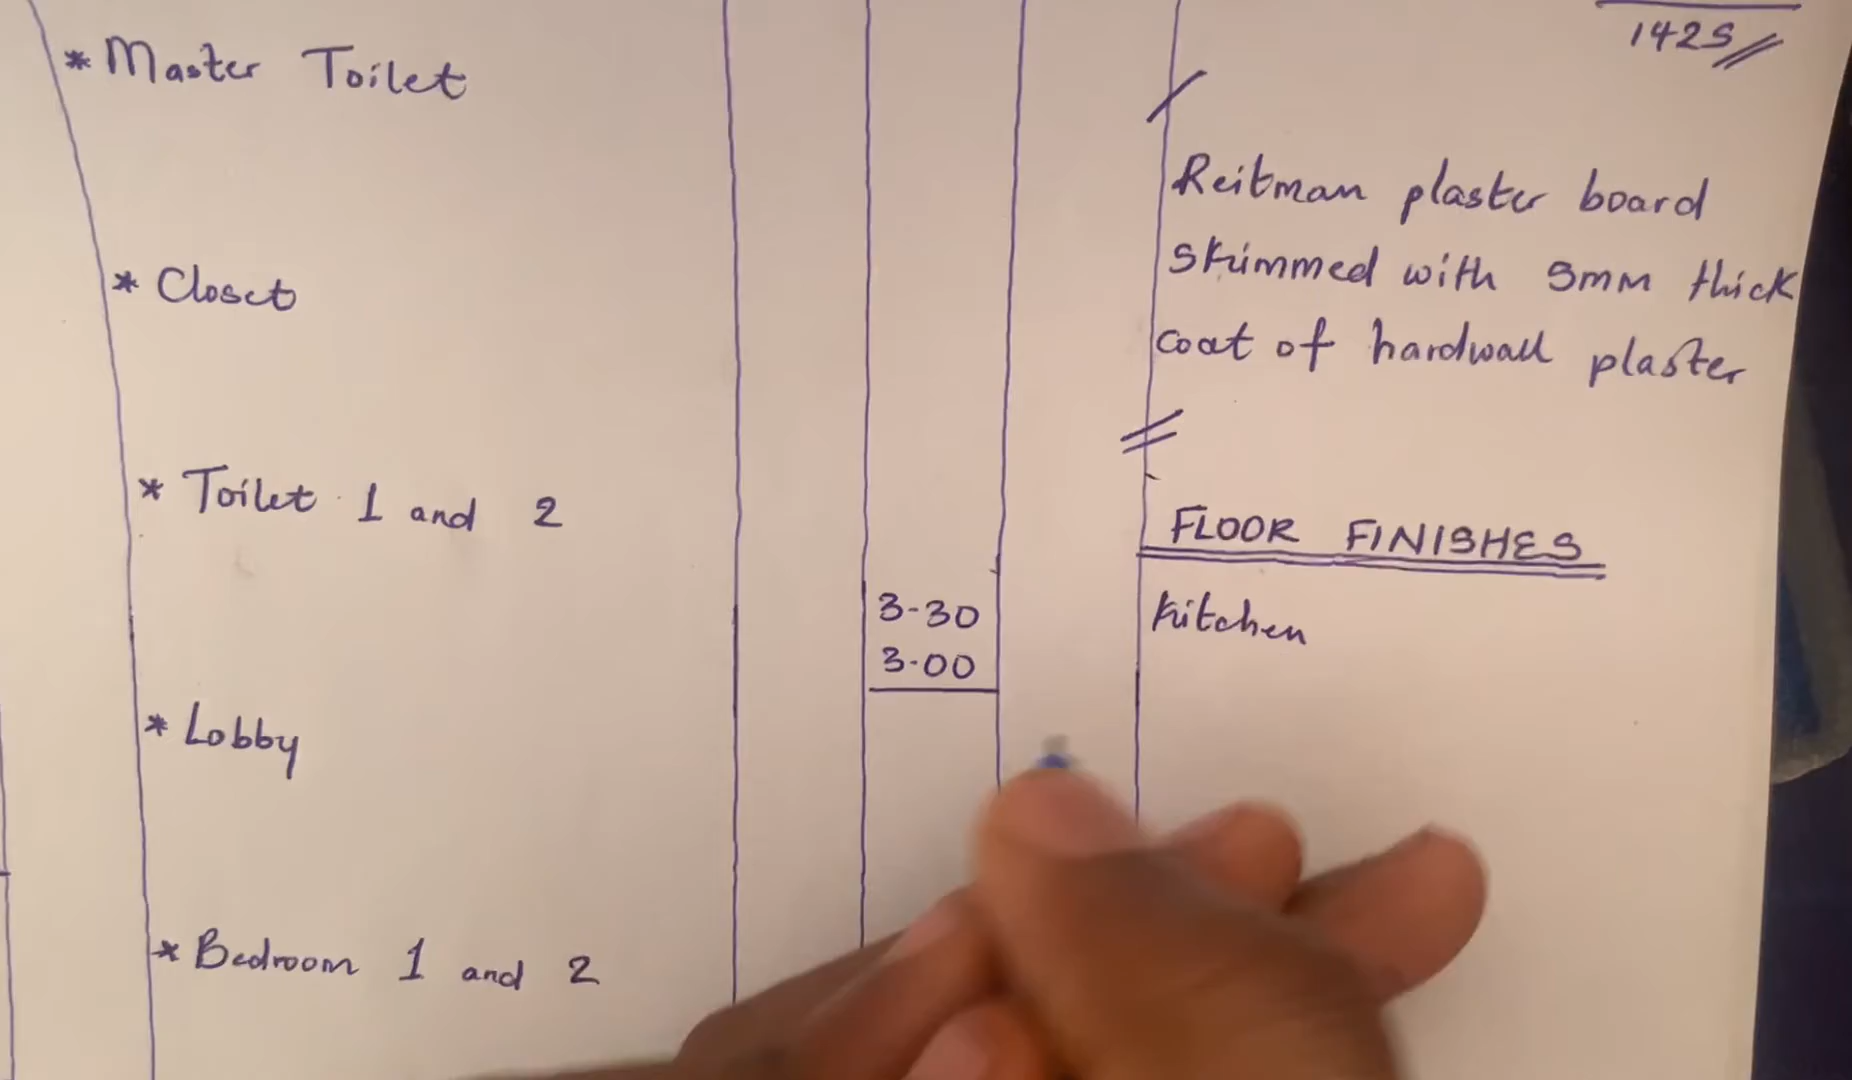 * Master Toilet
* Closet
* Toilet 1 and 2
* Lobby
* Bedroom 1 and 2
3-30
3.00
1425
Reitman plaster board
skimmed with 5mm thick
coat of hardwall plaster
FLOOR FINISHES
Kitchen